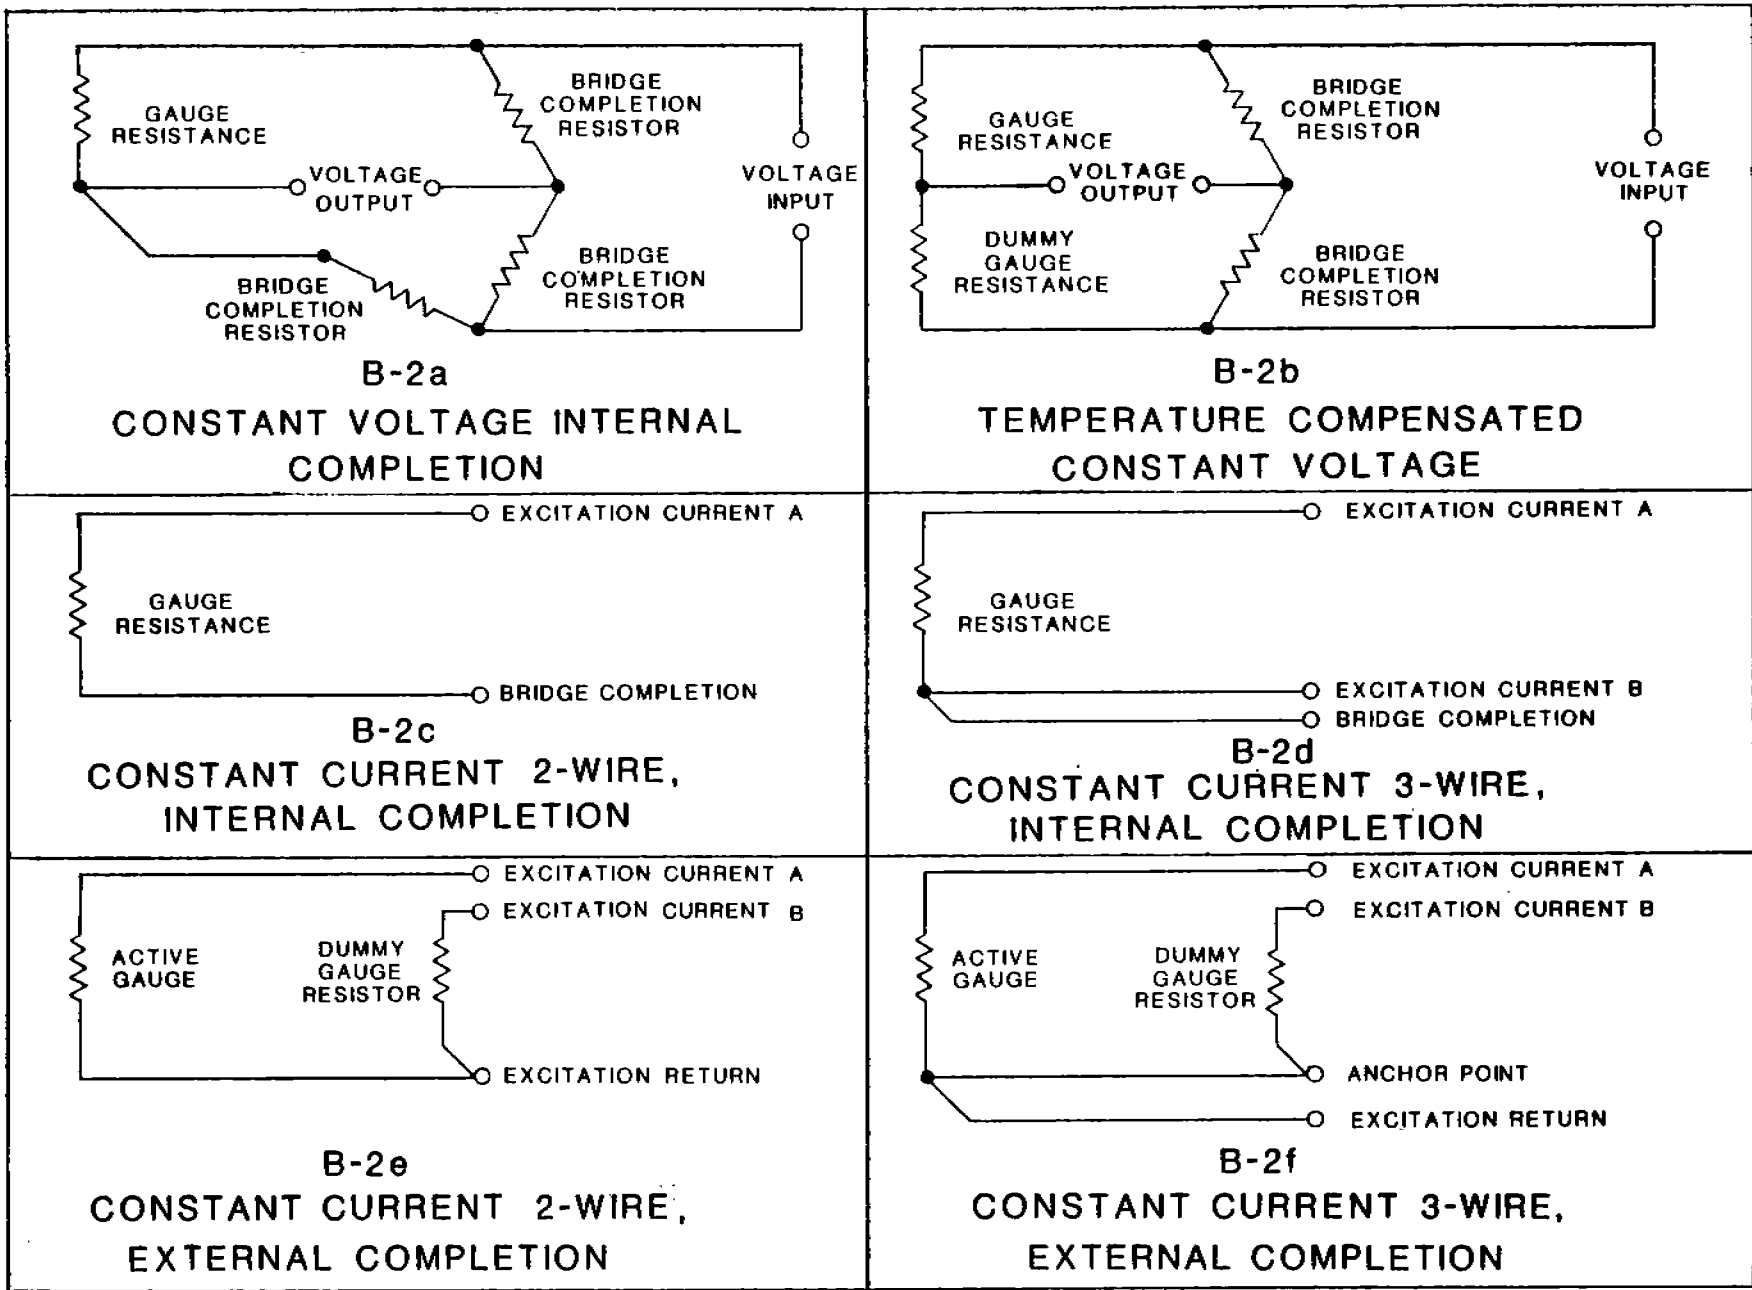 GAUGE
RESISTANCE
BRIDGE
COMPLETION
RESISTOR
VOLTAGE
OUTPUT
VOLTAGE
INPUT
BRIDGE
COMPLETION
RESISTOR
BRIDGE
COMPLETION
RESISTOR
B-2a
CONSTANT VOLTAGE INTERNAL
COMPLETION
GAUGE
RESISTANCE
BRIDGE
COMPLETION
RESISTOR
VOLTAGE
OUTPUT
VOLTAGE
INPUT
DUMMY
GAUGE
RESISTANCE
BRIDGE
COMPLETION
RESISTOR
B-2b
TEMPERATURE COMPENSATED
CONSTANT VOLTAGE
EXCITATION CURRENT A
GAUGE
RESISTANCE
BRIDGE COMPLETION
B-2c
CONSTANT CURRENT 2-WIRE,
INTERNAL COMPLETION
EXCITATION CURRENT A
GAUGE
RESISTANCE
EXCITATION CURRENT B
BRIDGE COMPLETION
B-2d
CONSTANT CURRENT 3-WIRE,
INTERNAL COMPLETION
EXCITATION CURRENT A
EXCITATION CURRENT B
ACTIVE
GAUGE
DUMMY
GAUGE
RESISTOR
EXCITATION RETURN
B-2e
CONSTANT CURRENT 2-WIRE,
EXTERNAL COMPLETION
EXCITATION CURRENT A
EXCITATION CURRENT B
ACTIVE
GAUGE
DUMMY
GAUGE
RESISTOR
ANCHOR POINT
EXCITATION RETURN
B-2f
CONSTANT CURRENT 3-WIRE,
EXTERNAL COMPLETION